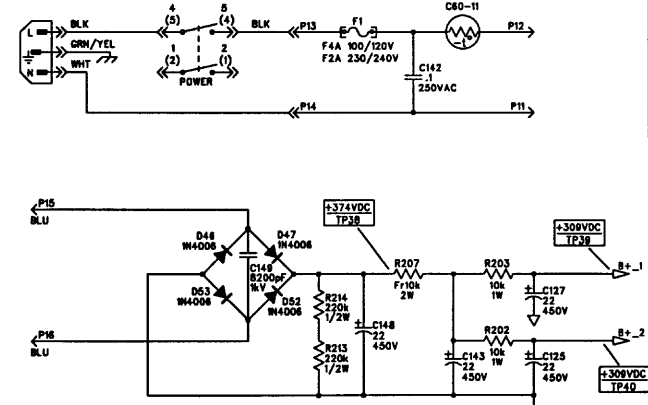 C60-11
4 5
(5) (4)
L BLK BLK P13 F1 P12
-t
GRN/YEL
1 2
(2) (1)
F4A 100/120V
F2A 230/240V
N WHT
POWER
C142
.1
250VAC
P14 P11
P15
BLU
+374VDC
TP38
+309VDC
TP39
D46
1N4006
D47
1N4006
C149
8200pF
1kV
D53
1N4006
D52
1N4006
R207
Fr10k
2W
R203
10k
1W
B+_1
C127
22
450V
R214
220k
1/2W
C148
22
450V
R213
220k
1/2W
R202
10k
1W
B+_2
C143
22
450V
C125
22
450V
P16
BLU
+309VDC
TP40